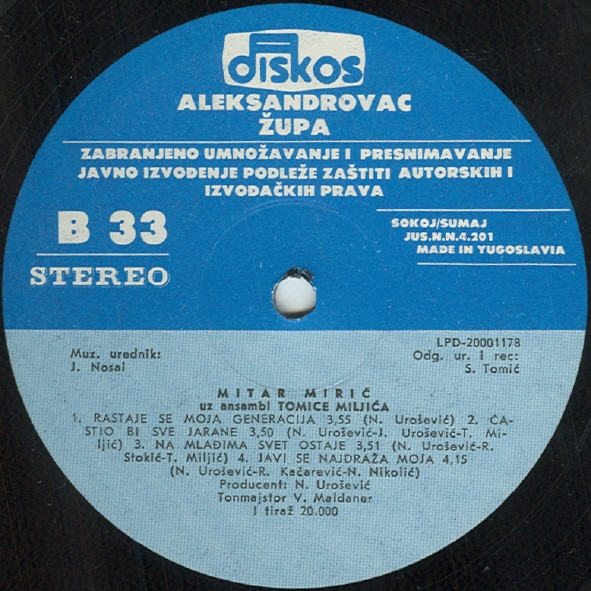 diskos
ALEKSANDROVAC
ŽUPA
ZABRANJENO UMNOŽAVANJE I PRESNIMAVANJE
JAVNO IZVOĐENJE PODLEŽE ZAŠTITI AUTORSKIH I
IZVOĐAČKIH PRAVA
B 33
STEREO
SOKOJ/SUMAJ
JUS.N.N.4.201
MADE IN YUGOSLAVIA
Muz. urednik:
J. Nosal
LPD-20001178
Odg. ur. i rec:
S. Tomić
MITAR MIRIĆ
uz ansambl TOMICE MILJIĆA
1. RASTAJE SE MOJA GENERACIJA 3,55 (N. Urošević) 2. ČA-
STIO BI SVE JARANE 3,50 (N. Urošević-J. Urošević-T. Mi-
ljić) 3. NA MLAĐIMA SVET OSTAJE 3,51 (N. Urošević-R.
Stokić-T. Miljić) 4. JAVI SE NAJDRAŽA MOJA 4,15
(N. Urošević-R. Kačarević-N. Nikolić)
Producent: N. Urošević
Tonmajstor V. Maldaner
I tiraž 20.000